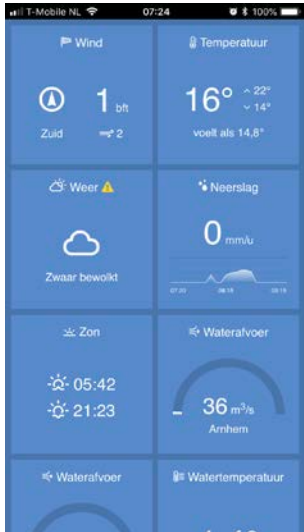 T-Mobile NL 07:24 100%
Wind Temperatuur
1 bft 16° 22° 14°
Zuid 2 voelt als 14,8°
Weer Neerslag
0 mm/u
Zwaar bewolkt
Zon Waterafvoer
05:42
21:23
36 m³/s
Arnhem
Waterafvoer Watertemperatuur